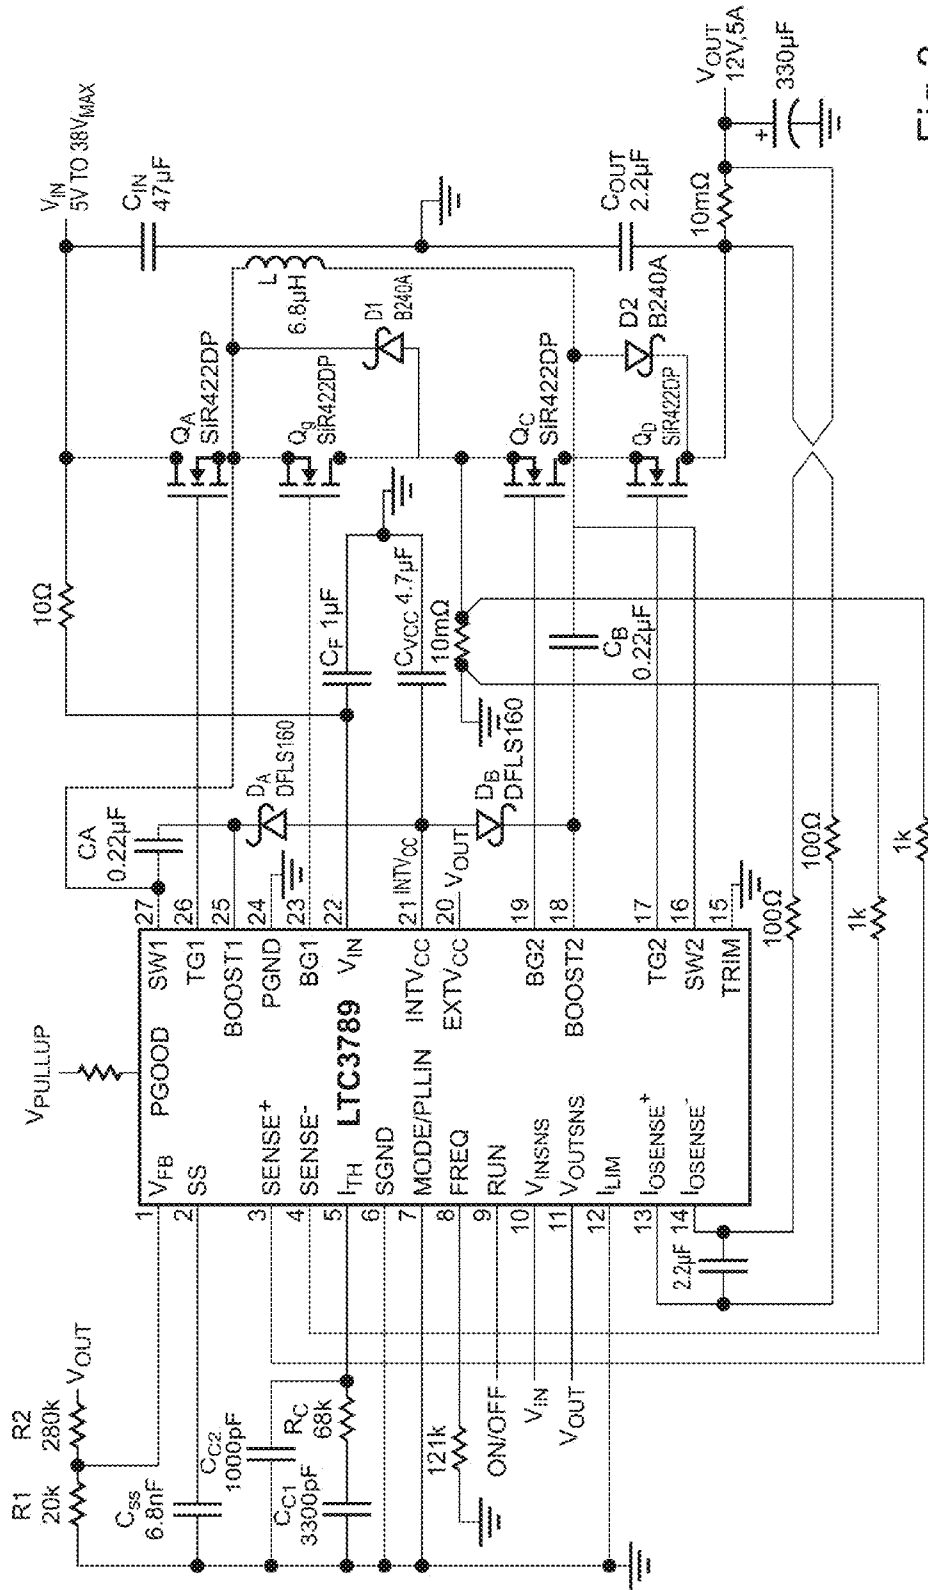 VIN
5V TO 38VMAX
CIN
47µF
COUT
2.2µF
10mΩ
VOUT
12V,5A
+
330µF
L
6.8µH
D1
B240A
D2
B240A
QA
SiR422DP
Qg
SiR422DP
QC
SiR422DP
QD
SiR422DP
10Ω
CF 1µF
CVCC 4.7µF
10mΩ
CB
0.22µF
CA
0.22µF
DA
DFLS160
INTVCC
VOUT
DB
DFLS160
100Ω
100Ω
1k
1k
27
26
25
24
23
22
21
20
19
18
17
16
15
SW1
TG1
BOOST1
PGND
BG1
VIN
INTVCC
EXTVCC
BG2
BOOST2
TG2
SW2
TRIM
VPULLUP
PGOOD
LTC3789
VFB
SS
SENSE+
SENSE-
ITH
SGND
MODE/PLLIN
FREQ
RUN
VINSNS
VOUTSNS
ILIM
IOSENSE+
IOSENSE-
1
2
3
4
5
6
7
8
9
10
11
12
13
14
2.2µF
R1
20k
R2
280k
VOUT
Css
6.8nF
CC2
1000pF
CC1
3300pF
RC
68k
121k
ON/OFF
VIN
VOUT